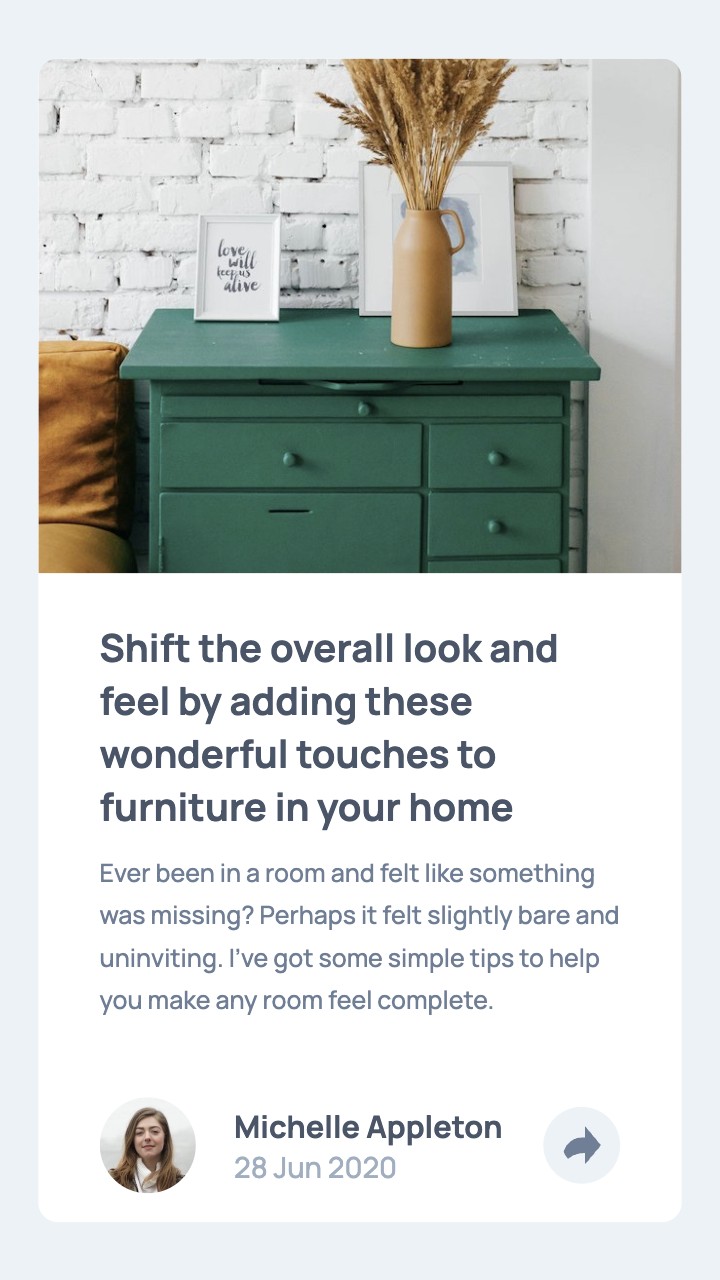 love
will
keep us
alive
Shift the overall look and
feel by adding these
wonderful touches to
furniture in your home
Ever been in a room and felt like something
was missing? Perhaps it felt slightly bare and
uninviting. I’ve got some simple tips to help
you make any room feel complete.
Michelle Appleton
28 Jun 2020